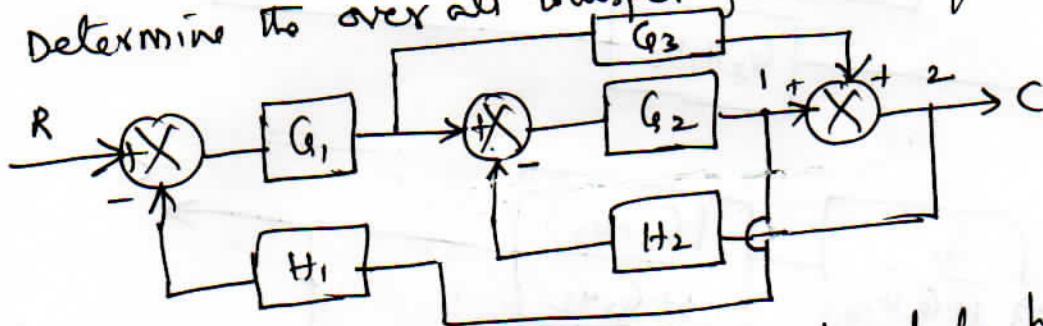 Determine the over all
G3
R
+
G1
+
G2
1
+
+
2
C
-
-
H1
H2